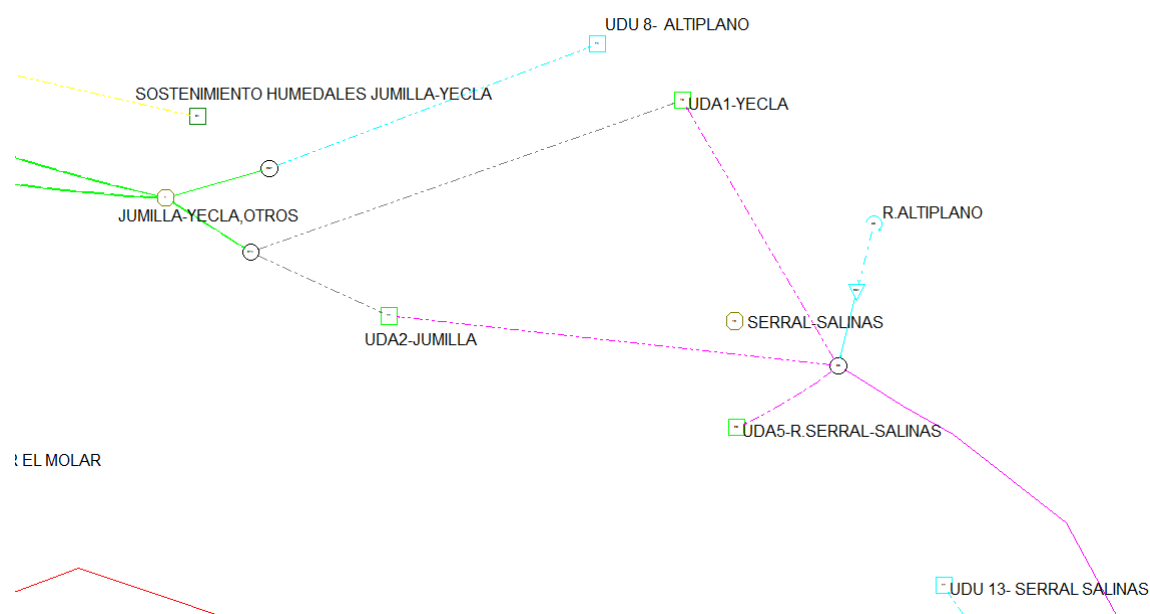 UDU 8- ALTIPLANO
SOSTENIMIENTO HUMEDALES JUMILLA-YECLA
UDA1-YECLA
JUMILLA-YECLA,OTROS
R.ALTIPLANO
SERRAL-SALINAS
UDA2-JUMILLA
UDA5-R.SERRAL-SALINAS
EL MOLAR
UDU 13- SERRAL SALINAS